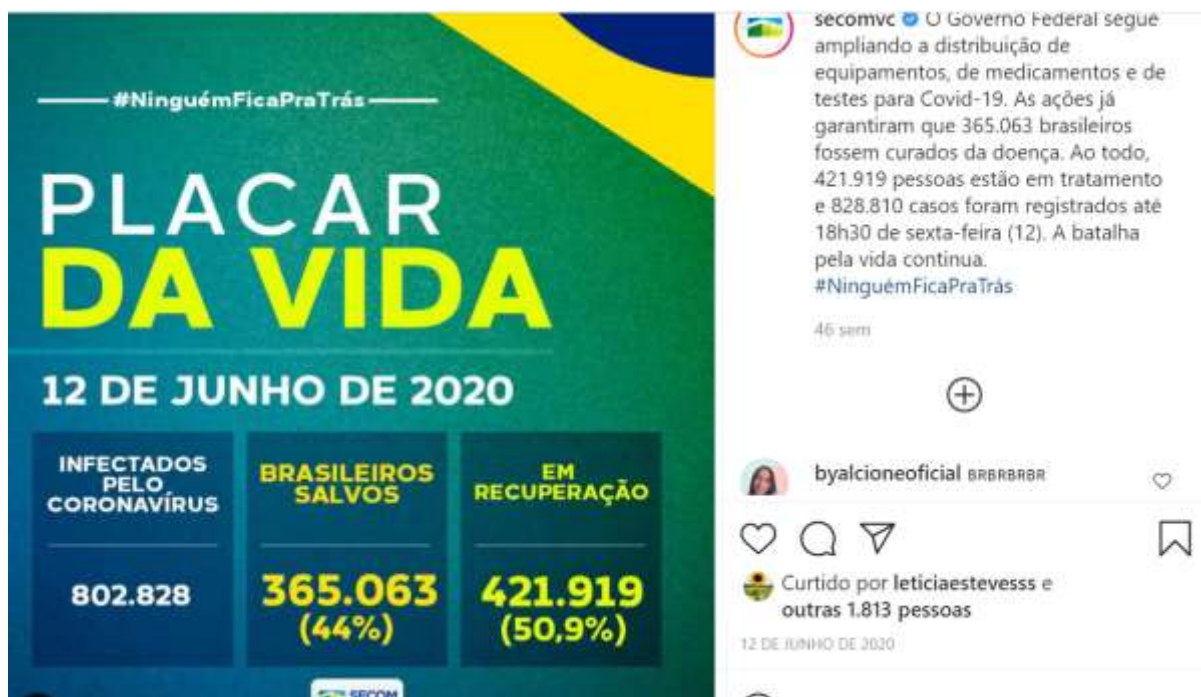 #NinguémFicaPraTrás
PLACAR
DA VIDA
12 DE JUNHO DE 2020
INFECTADOS
PELO
CORONAVÍRUS
802.828
BRASILEIROS
SALVOS
365.063
(44%)
EM
RECUPERAÇÃO
421.919
(50,9%)
SECOM
secomvc O Governo Federal segue
ampliando a distribuição de
equipamentos, de medicamentos e de
testes para Covid-19. As ações já
garantiram que 365.063 brasileiros
fossem curados da doença. Ao todo,
421.919 pessoas estão em tratamento
e 828.810 casos foram registrados até
18h30 de sexta-feira (12). A batalha
pela vida continua.
#NinguémFicaPraTrás
46 sem
byalcioneoficial BRBRBRBR
Curtido por leticiaestevesss e
outras 1.813 pessoas
12 DE JUNHO DE 2020